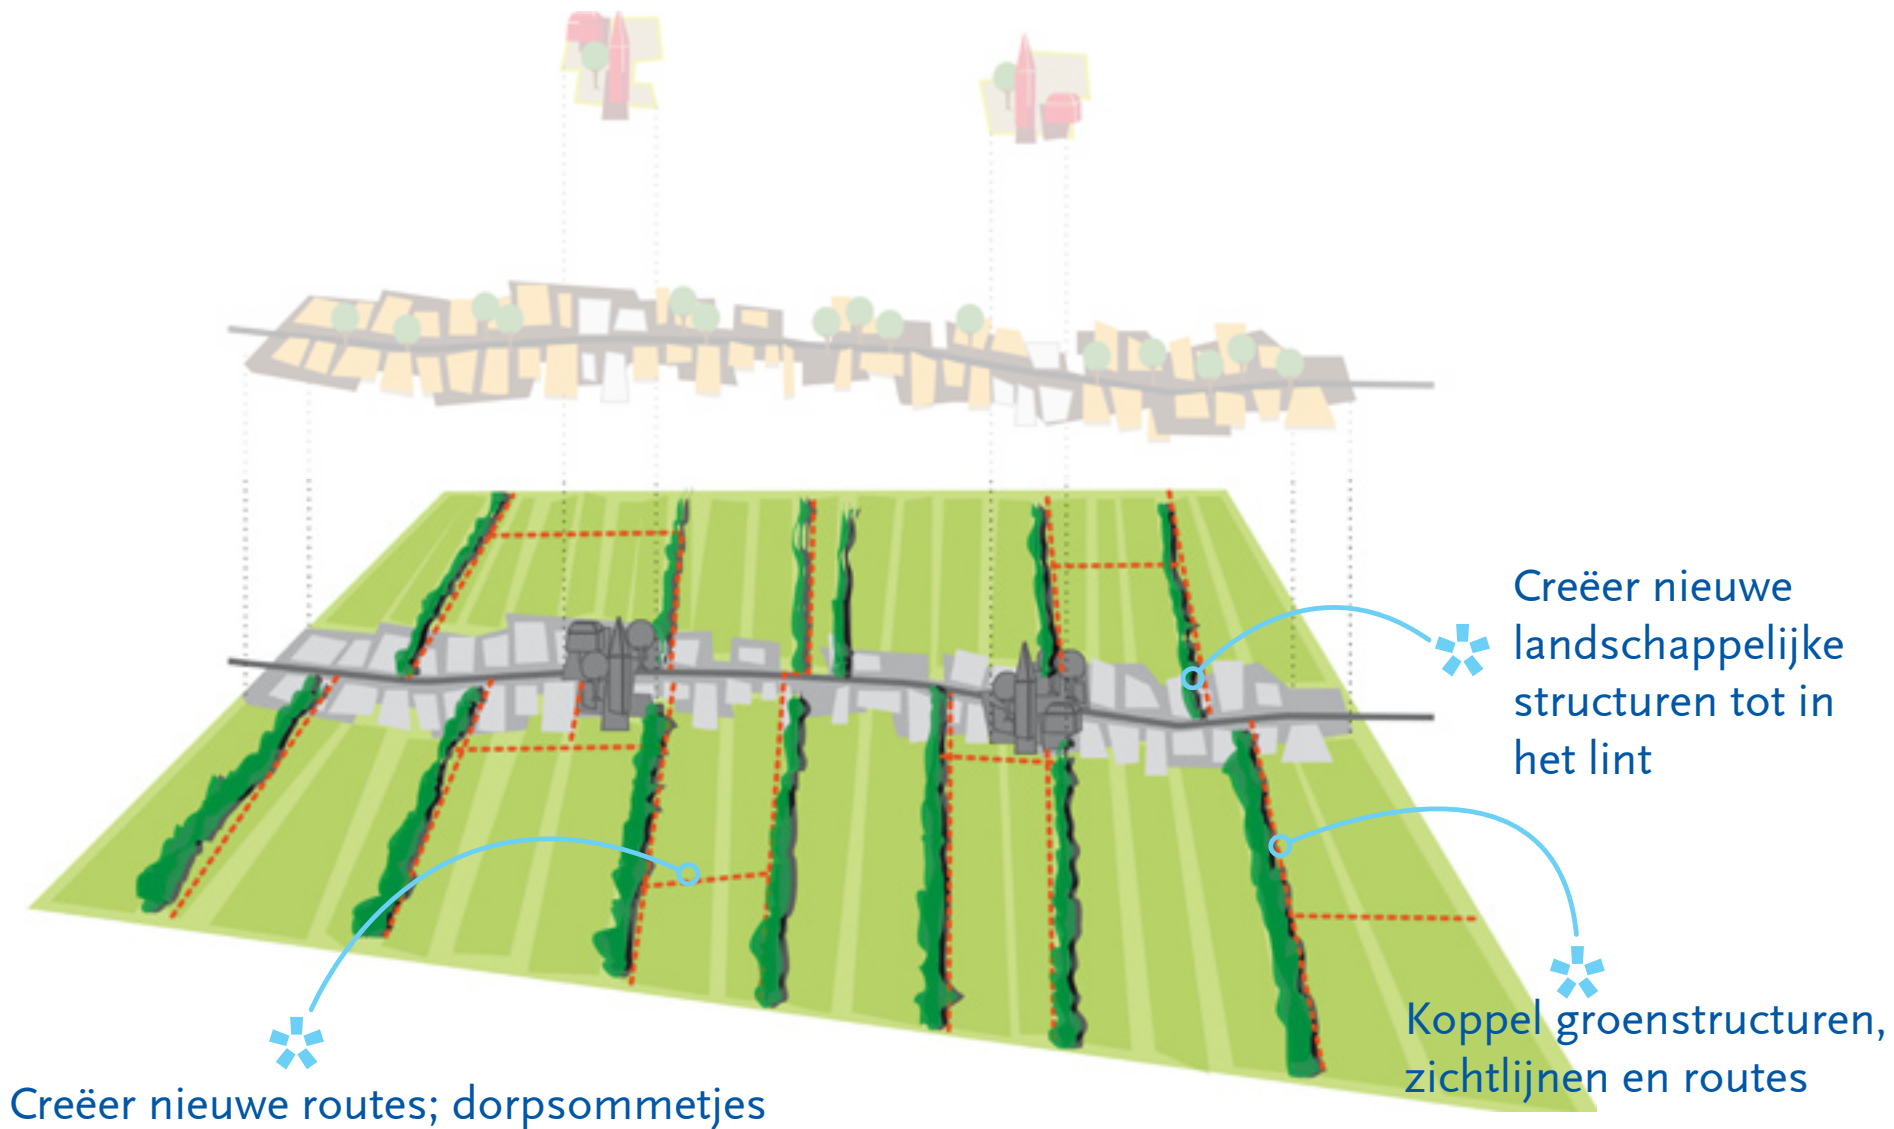 Creëer nieuwe
landschappelijke
structuren tot in
het lint
Koppel groenstructuren,
zichtlijnen en routes
Creëer nieuwe routes; dorpsommetjes